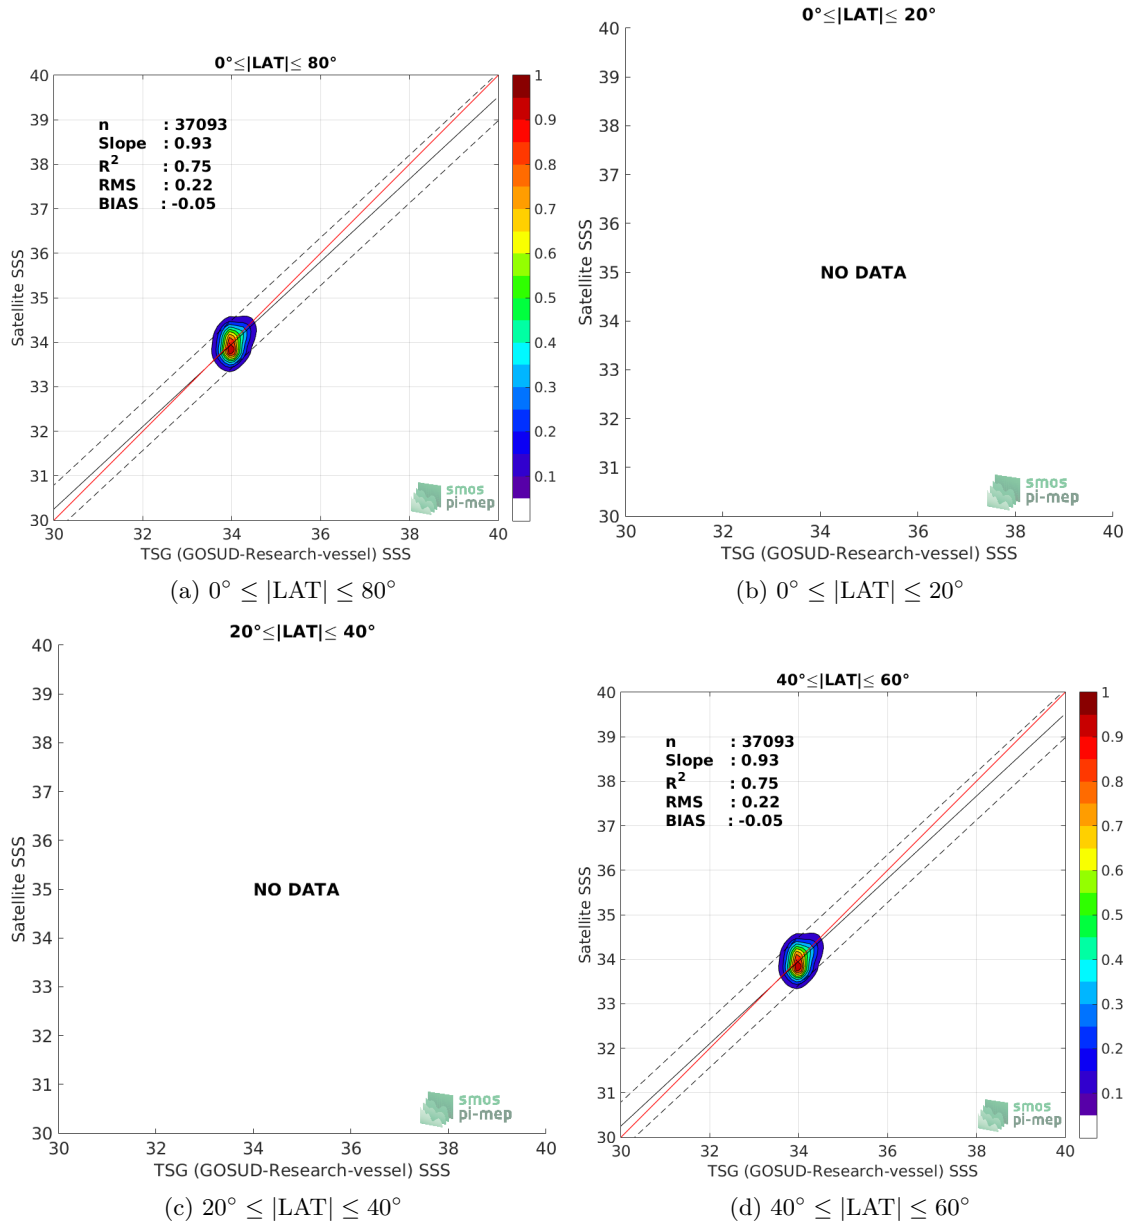 0°≤|LAT|≤ 80°
40
39
38
37
36
35
34
33
32
31
30
30 32 34 36 38 40
Satellite SSS
TSG (GOSUD-Research-vessel) SSS
n : 37093
Slope : 0.93
R² : 0.75
RMS : 0.22
BIAS : -0.05
1
0.9
0.8
0.7
0.6
0.5
0.4
0.3
0.2
0.1
smos
pi-mep
(a) 0° ≤ |LAT| ≤ 80°
0°≤|LAT|≤ 20°
40
39
38
37
36
35
34
33
32
31
30
30 32 34 36 38 40
Satellite SSS
TSG (GOSUD-Research-vessel) SSS
NO DATA
smos
pi-mep
(b) 0° ≤ |LAT| ≤ 20°
20°≤|LAT|≤ 40°
40
39
38
37
36
35
34
33
32
31
30
30 32 34 36 38 40
Satellite SSS
TSG (GOSUD-Research-vessel) SSS
NO DATA
smos
pi-mep
(c) 20° ≤ |LAT| ≤ 40°
40°≤|LAT|≤ 60°
40
39
38
37
36
35
34
33
32
31
30
30 32 34 36 38 40
Satellite SSS
TSG (GOSUD-Research-vessel) SSS
n : 37093
Slope : 0.93
R² : 0.75
RMS : 0.22
BIAS : -0.05
1
0.9
0.8
0.7
0.6
0.5
0.4
0.3
0.2
0.1
smos
pi-mep
(d) 40° ≤ |LAT| ≤ 60°